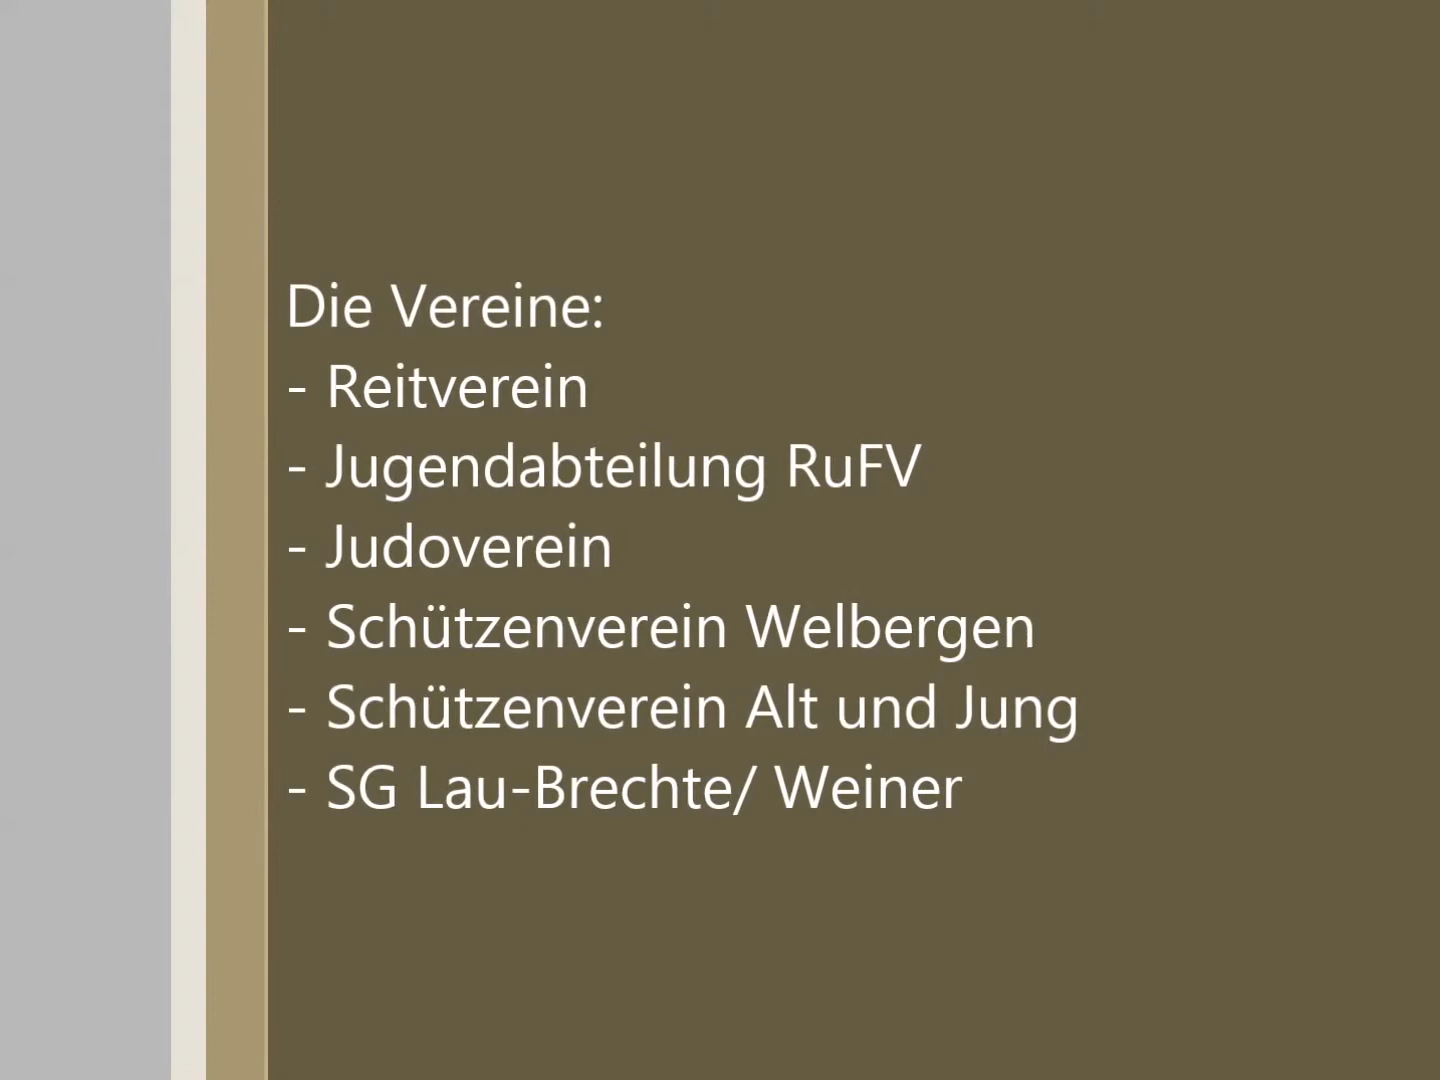 Die Vereine:
- Reitverein
- Jugendabteilung RuFV
- Judoverein
- Schützenverein Welbergen
- Schützenverein Alt und Jung
- SG Lau-Brechte/ Weiner